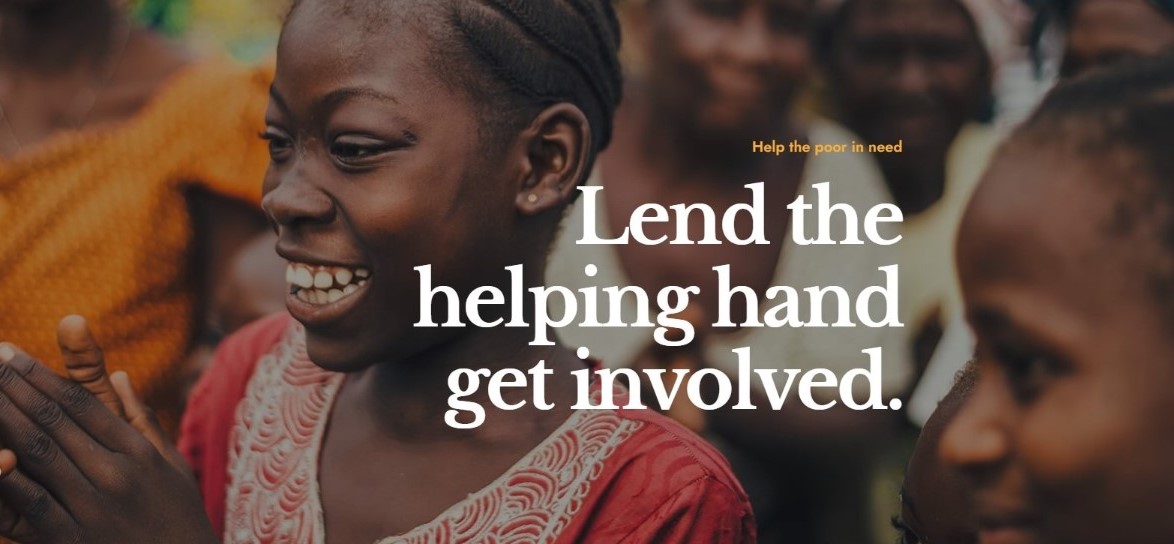 Help the poor in need
Lend the
helping hand
get involved.